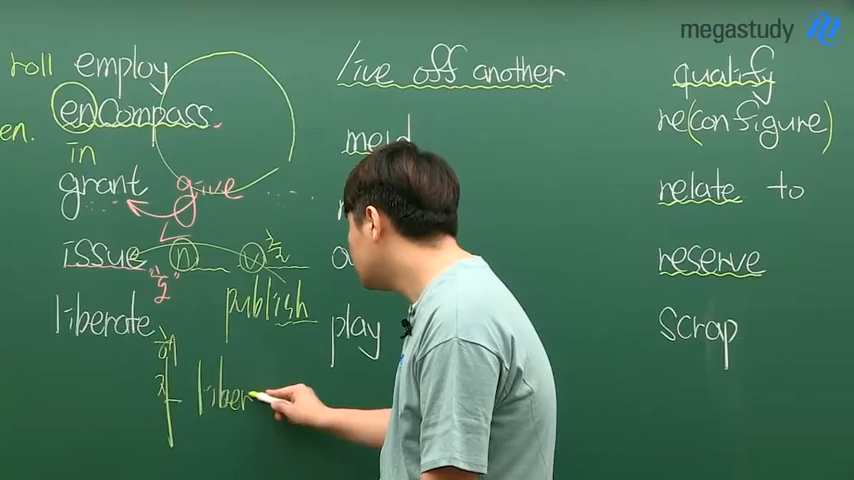 megastudy
roll employ
enCompass
en.
in
grant give
issue n
publish
liberate
liber
live off another
play
qualify
re(configure)
relate to
reserve
scrap